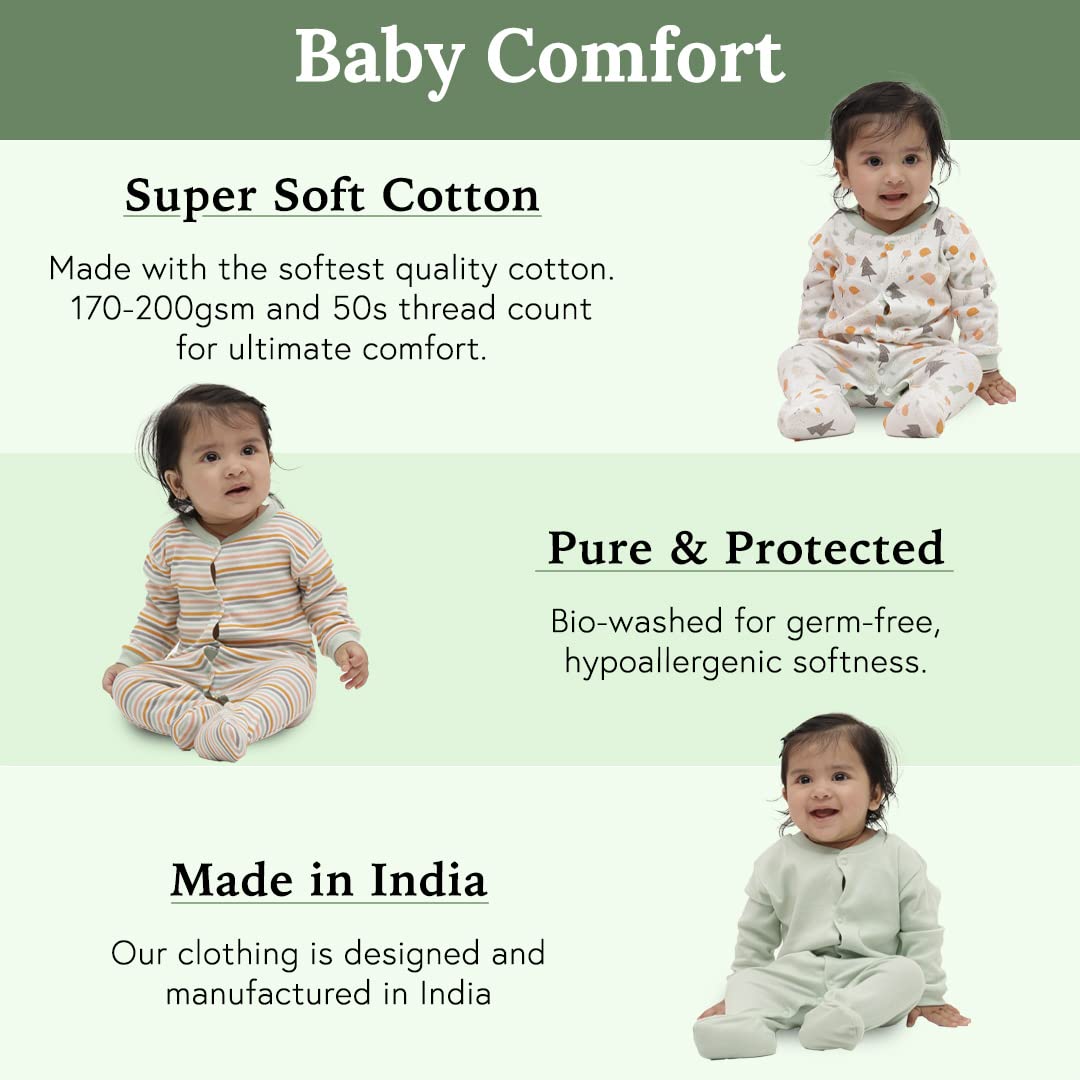 Baby Comfort
Super Soft Cotton
Made with the softest quality cotton.
170-200gsm and 50s thread count
for ultimate comfort.
Pure & Protected
Bio-washed for germ-free,
hypoallergenic softness.
Made in India
Our clothing is designed and
manufactured in India